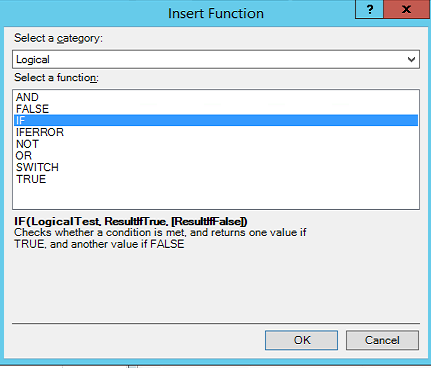 Insert Function
?
X
Select a category:
Logical
Select a function:
AND
FALSE
IF
IFERROR
NOT
OR
SWITCH
TRUE
IF(LogicalTest, ResultIfTrue, [ResultIfFalse])
Checks whether a condition is met, and returns one value if
TRUE, and another value if FALSE
OK
Cancel